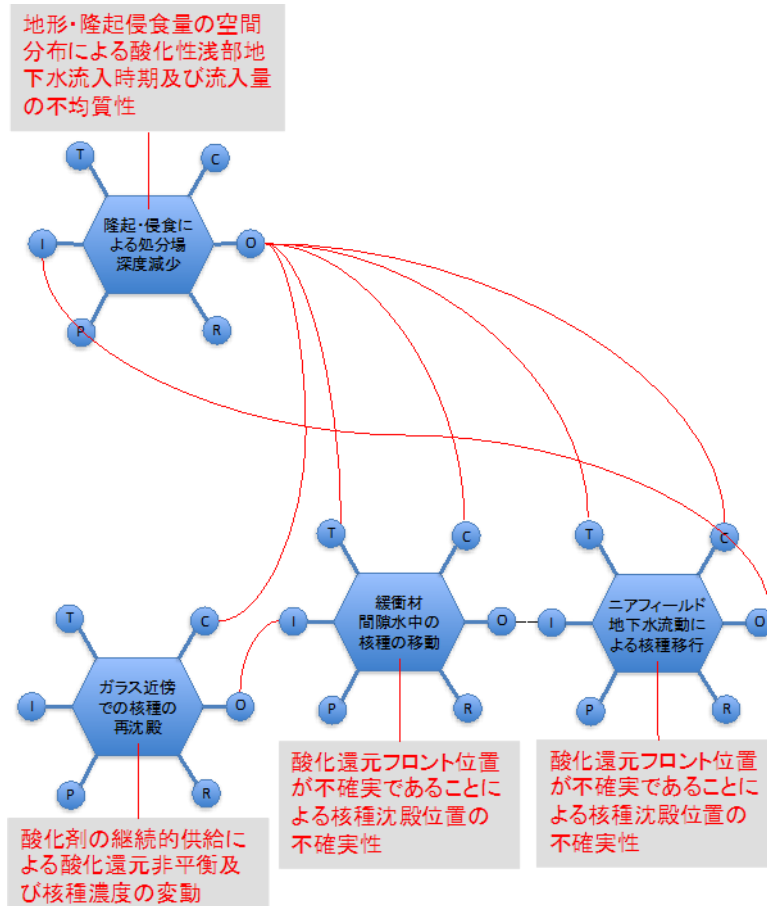 地形・隆起侵食量の空間
分布による酸化性浅部地
下水流入時期及び流入量
の不均質性
T
C
隆起・侵食に
よる処分場
深度減少
I
O
P
R
T
C
緩衝材
間隙水中の
核種の移動
I
O
P
R
T
C
ニアフィールド
地下水流動に
よる核種移行
I
O
P
R
T
C
ガラス近傍
での核種の
再沈殿
I
O
P
R
酸化還元フロント位置
が不確実であることに
よる核種沈殿位置の
不確実性
酸化還元フロント位置
が不確実であることに
よる核種沈殿位置の
不確実性
酸化剤の継続的供給に
よる酸化還元非平衡及
び核種濃度の変動